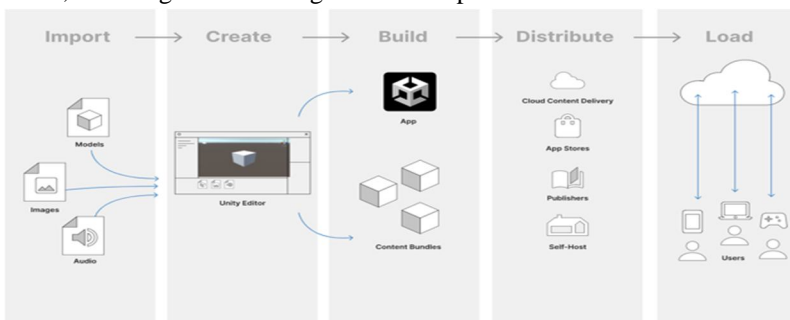 Import
Create
Build
Distribute
Load
Models
Images
Audio
Unity Editor
App
Content Bundles
Cloud Content Delivery
App Stores
Publishers
Self-Host
Users